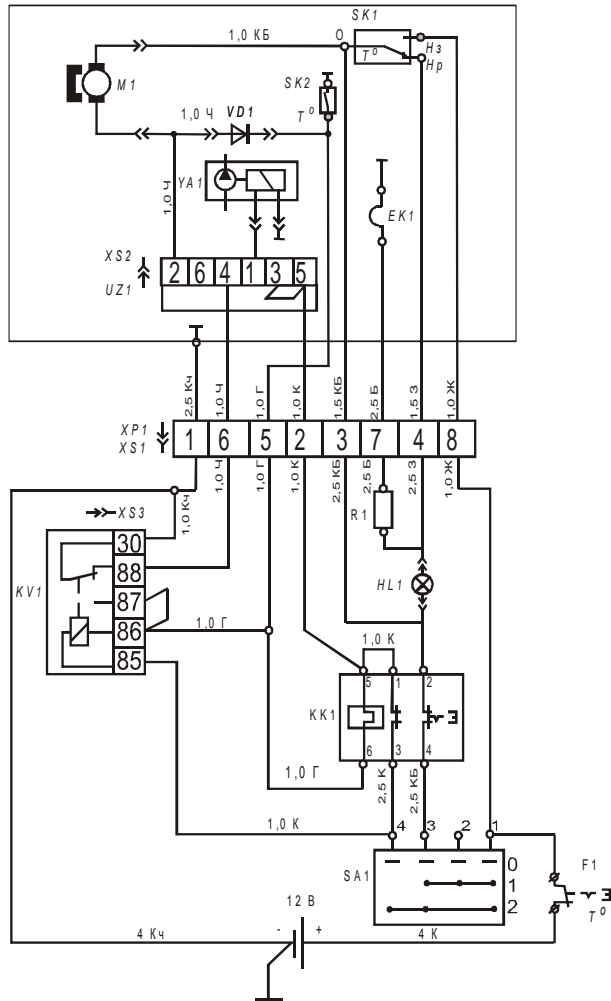 SK1
1,0 КБ
О
Нз
Т°
Нр
М1
SK2
1,0 Ч
VD1
Т°
YA1
1,0 Ч
EK1
XS2
UZ1
2 6 4 1 3 5
2,5 Кч
1,0 Ч
1,0 Г
1,0 К
1,5 КБ
2,5 Б
1,5 З
1,0 Ж
XP1
XS1
1 6 5 2 3 7 4 8
1,0 Кч
1,0 Ч
1,0 Г
1,0 К
2,5 КБ
2,5 Б
2,5 З
1,0 Ж
XS3
R1
30
88
87
86
85
KV1
HL1
1,0 Г
1,0 К
5 1 2
KK1
6 3 4
1,0 Г
2,5 К
2,5 КБ
1,0 К
4 3 2 1
SA1
0
1
2
F1
Т°
12 В
- +
4 Кч
4 К